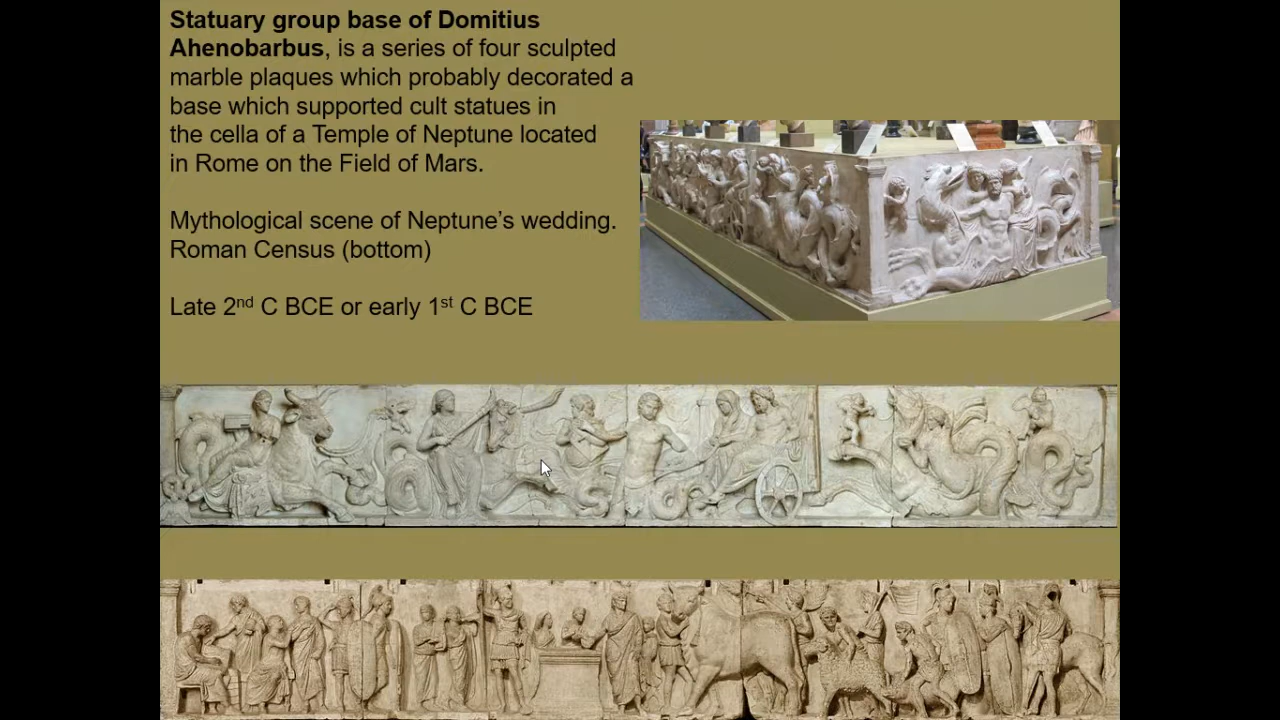 Statuary group base of Domitius
Ahenobarbus, is a series of four sculpted
marble plaques which probably decorated a
base which supported cult statues in
the cella of a Temple of Neptune located
in Rome on the Field of Mars.
Mythological scene of Neptune's wedding.
Roman Census (bottom)
Late 2nd C BCE or early 1st C BCE